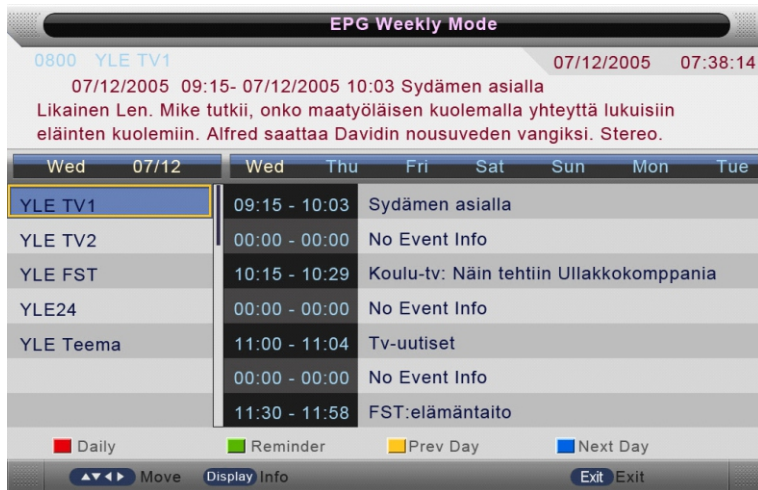 EPG Weekly Mode
0800 YLE TV1 07/12/2005 07:38:14
07/12/2005 09:15- 07/12/2005 10:03 Sydämen asialla
Likainen Len. Mike tutkii, onko maatyöläisen kuolemalla yhteyttä lukuisiin
eläinten kuolemiin. Alfred saattaa Davidin nousuveden vangiksi. Stereo.
Wed 07/12 Wed Thu Fri Sat Sun Mon Tue
YLE TV1 09:15 - 10:03 Sydämen asialla
YLE TV2 00:00 - 00:00 No Event Info
YLE FST 10:15 - 10:29 Koulu-tv: Näin tehtiin Ullakkokomppania
YLE24 00:00 - 00:00 No Event Info
YLE Teema 11:00 - 11:04 Tv-uutiset
00:00 - 00:00 No Event Info
11:30 - 11:58 FST:elämäntaito
Daily Reminder Prev Day Next Day
Move Display Info Exit Exit